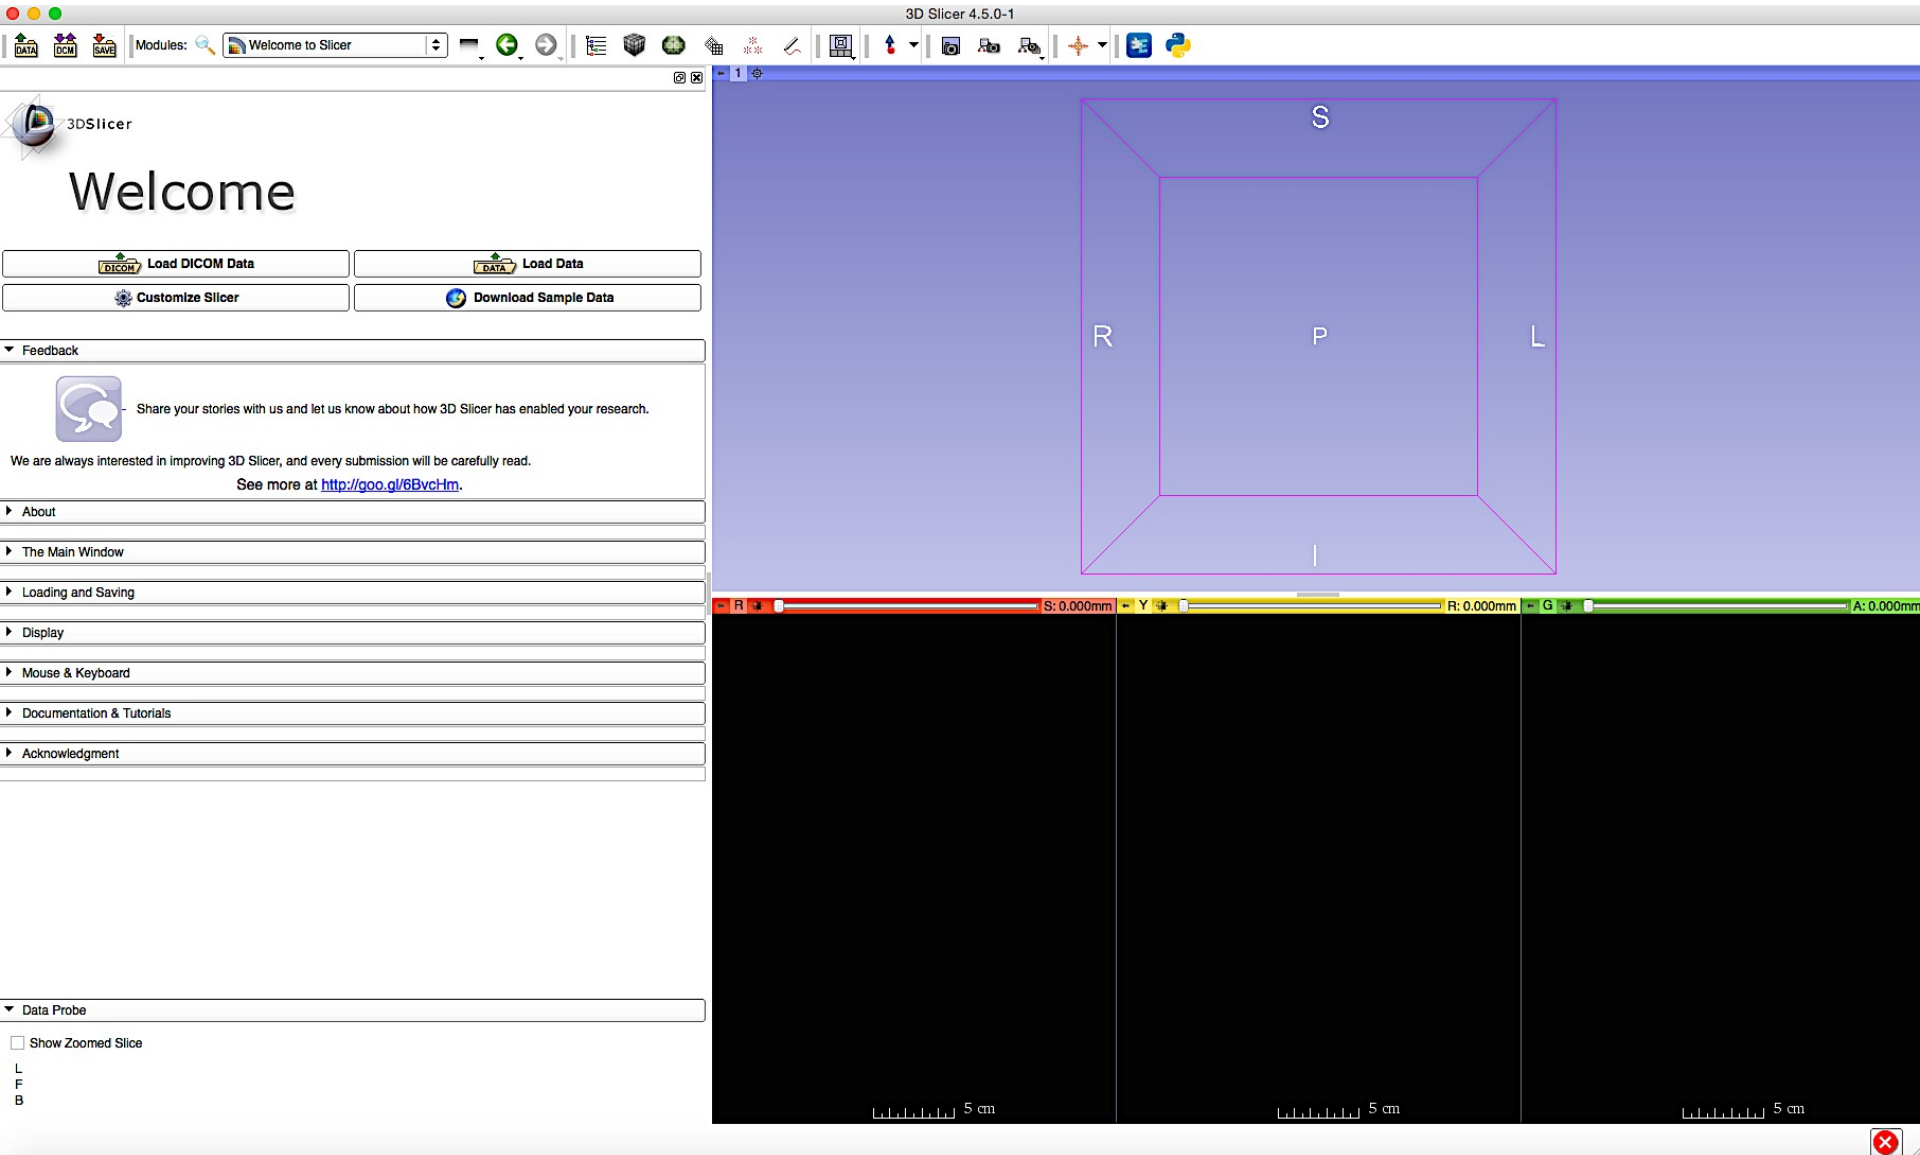 3D Slicer 4.5.0-1
DATA DCM SAVE Modules: Welcome to Slicer
1
3DSlicer
Welcome
DICOM Load DICOM Data
DATA Load Data
Customize Slicer
Download Sample Data
Feedback
Share your stories with us and let us know about how 3D Slicer has enabled your research.
We are always interested in improving 3D Slicer, and every submission will be carefully read.
See more at http://goo.gl/6BvcHm.
About
The Main Window
Loading and Saving
Display
Mouse & Keyboard
Documentation & Tutorials
Acknowledgment
Data Probe
Show Zoomed Slice
L
F
B
S
R P L
I
R S: 0.000mm
Y R: 0.000mm
G A: 0.000mm
5 cm
5 cm
5 cm